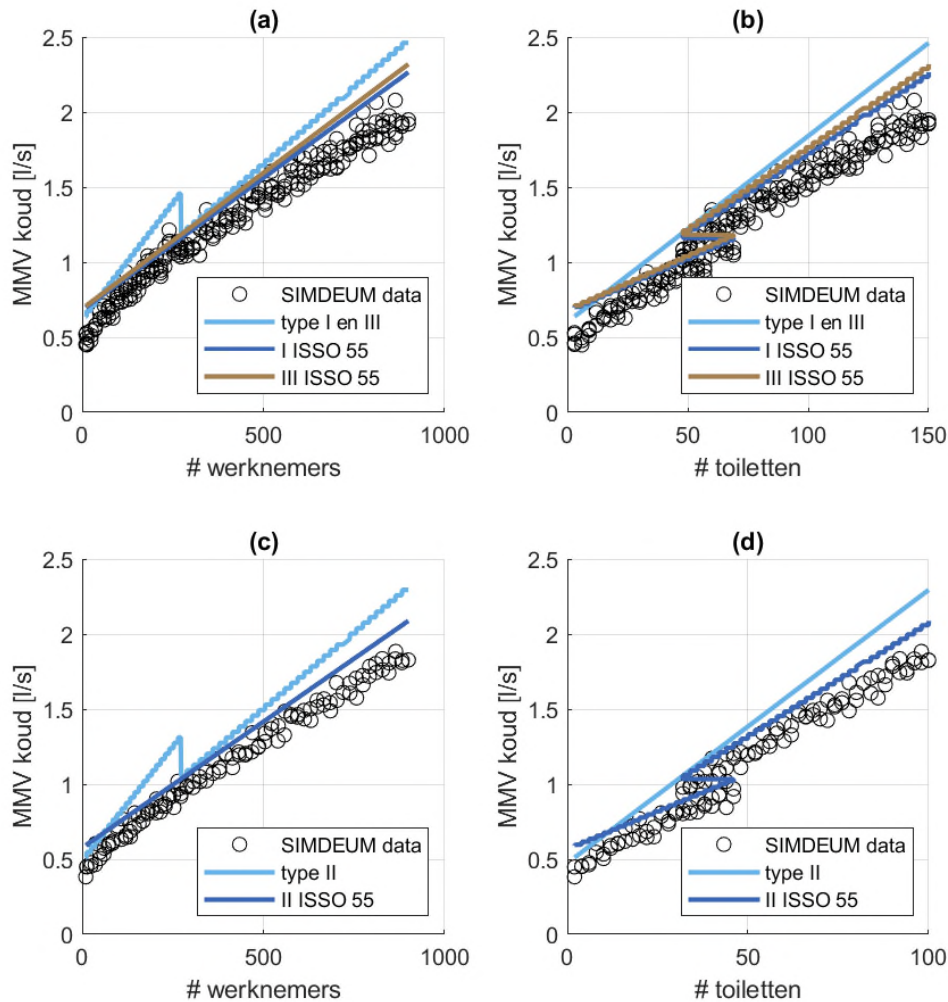 (a)
MMV koud [l/s]
2.5
2
1.5
1
0.5
0
SIMDEUM data
type I en III
I ISSO 55
III ISSO 55
0 500 1000
# werknemers
(b)
MMV koud [l/s]
2.5
2
1.5
1
0.5
0
SIMDEUM data
type I en III
I ISSO 55
III ISSO 55
0 50 100 150
# toiletten
(c)
MMV koud [l/s]
2.5
2
1.5
1
0.5
0
SIMDEUM data
type II
II ISSO 55
0 500 1000
# werknemers
(d)
MMV koud [l/s]
2.5
2
1.5
1
0.5
0
SIMDEUM data
type II
II ISSO 55
0 50 100
# toiletten